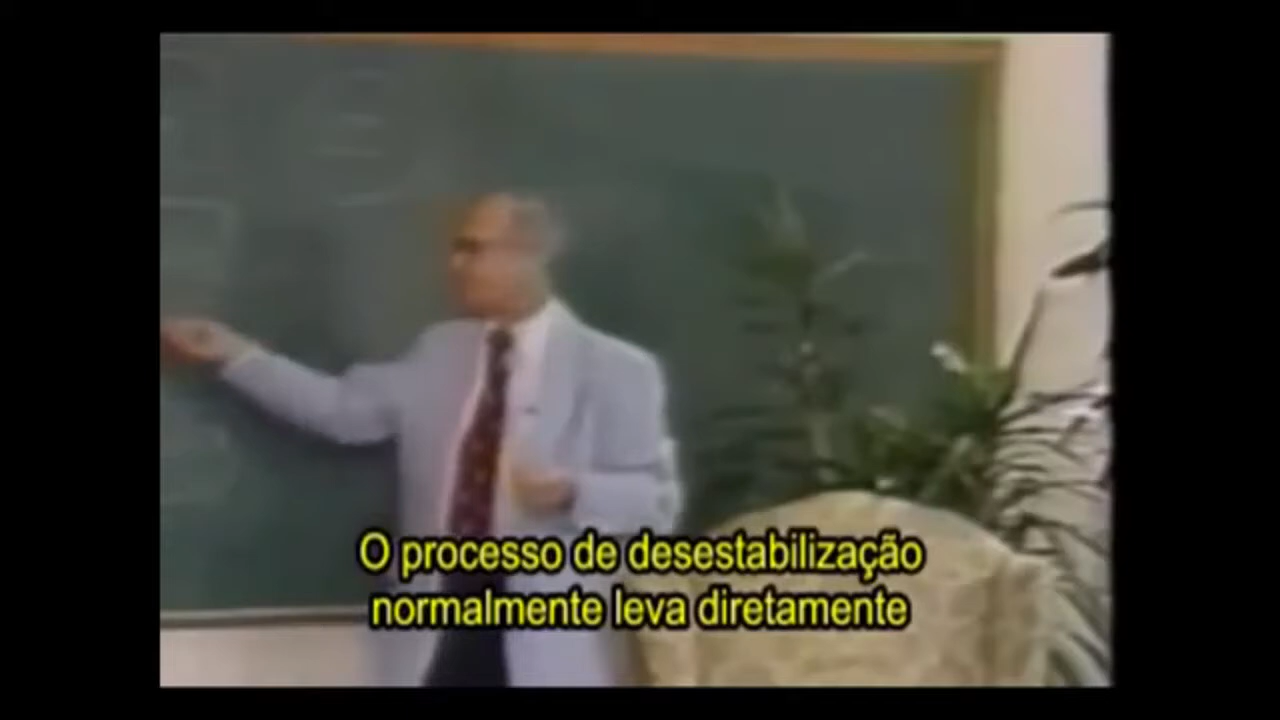 O processo de desestabilização
normalmente leva diretamente